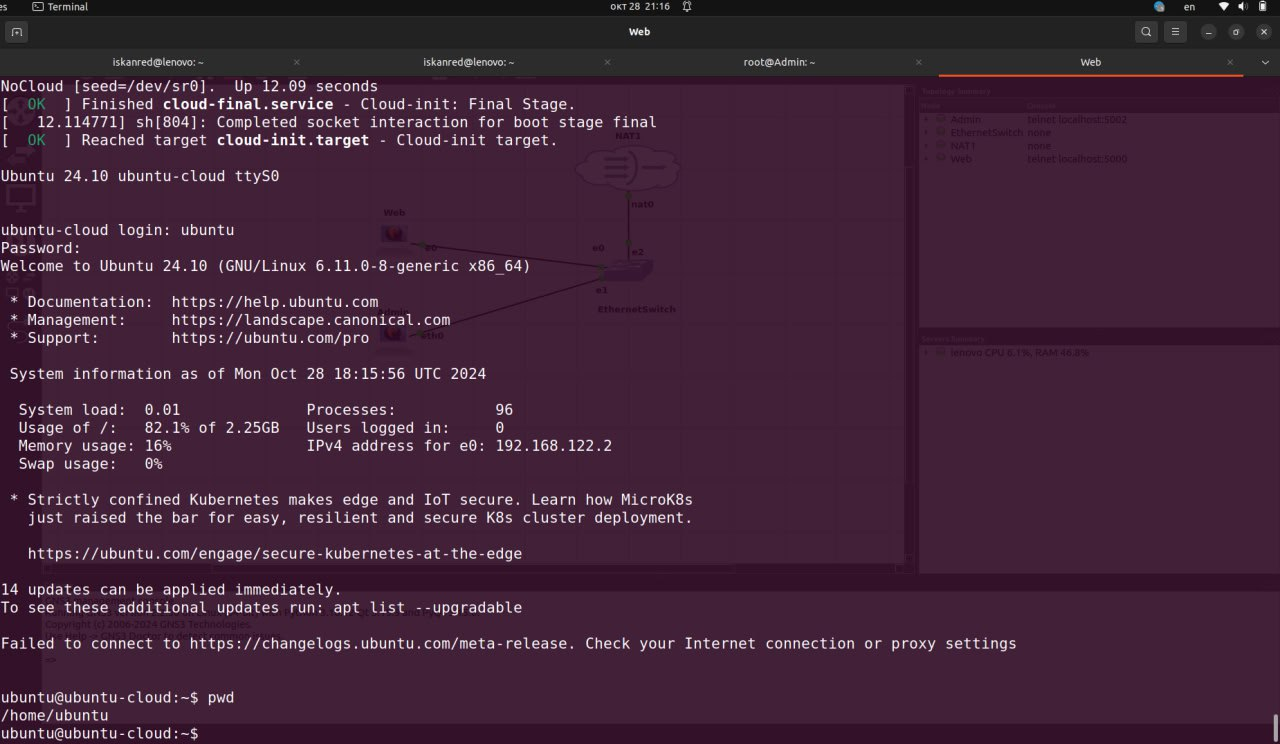 es Terminal окт 28 21:16 en
Web
iskanred@lenovo: ~ iskanred@lenovo: ~ root@Admin: ~ Web
NoCloud [seed=/dev/sr0].  Up 12.09 seconds
[  OK  ] Finished cloud-final.service - Cloud-init: Final Stage.
[   12.114771] sh[804]: Completed socket interaction for boot stage final
[  OK  ] Reached target cloud-init.target - Cloud-init target.
Ubuntu 24.10 ubuntu-cloud ttyS0
ubuntu-cloud login: ubuntu
Password:
Welcome to Ubuntu 24.10 (GNU/Linux 6.11.0-8-generic x86_64)
 * Documentation:  https://help.ubuntu.com
 * Management:     https://landscape.canonical.com
 * Support:        https://ubuntu.com/pro
 System information as of Mon Oct 28 18:15:56 UTC 2024
  System load:  0.01              Processes:             96
  Usage of /:   82.1% of 2.25GB   Users logged in:       0
  Memory usage: 16%               IPv4 address for e0: 192.168.122.2
  Swap usage:   0%
 * Strictly confined Kubernetes makes edge and IoT secure. Learn how MicroK8s
   just raised the bar for easy, resilient and secure K8s cluster deployment.
   https://ubuntu.com/engage/secure-kubernetes-at-the-edge
14 updates can be applied immediately.
To see these additional updates run: apt list --upgradable
Failed to connect to https://changelogs.ubuntu.com/meta-release. Check your Internet connection or proxy settings
ubuntu@ubuntu-cloud:~$ pwd
/home/ubuntu
ubuntu@ubuntu-cloud:~$
NAT1
nat0
Web
e0
e0
e2
e1
EthernetSwitch
Admin
eth0
Topology Summary
Node Console
Admin telnet localhost:5002
EthernetSwitch none
NAT1 none
Web telnet localhost:5000
Servers Summary
lenovo CPU 6.1%, RAM 46.8%
Copyright (c) 2006-2024 GNS3 Technologies.
Use Help -> GNS3 Doctor to detect common issues.
=>